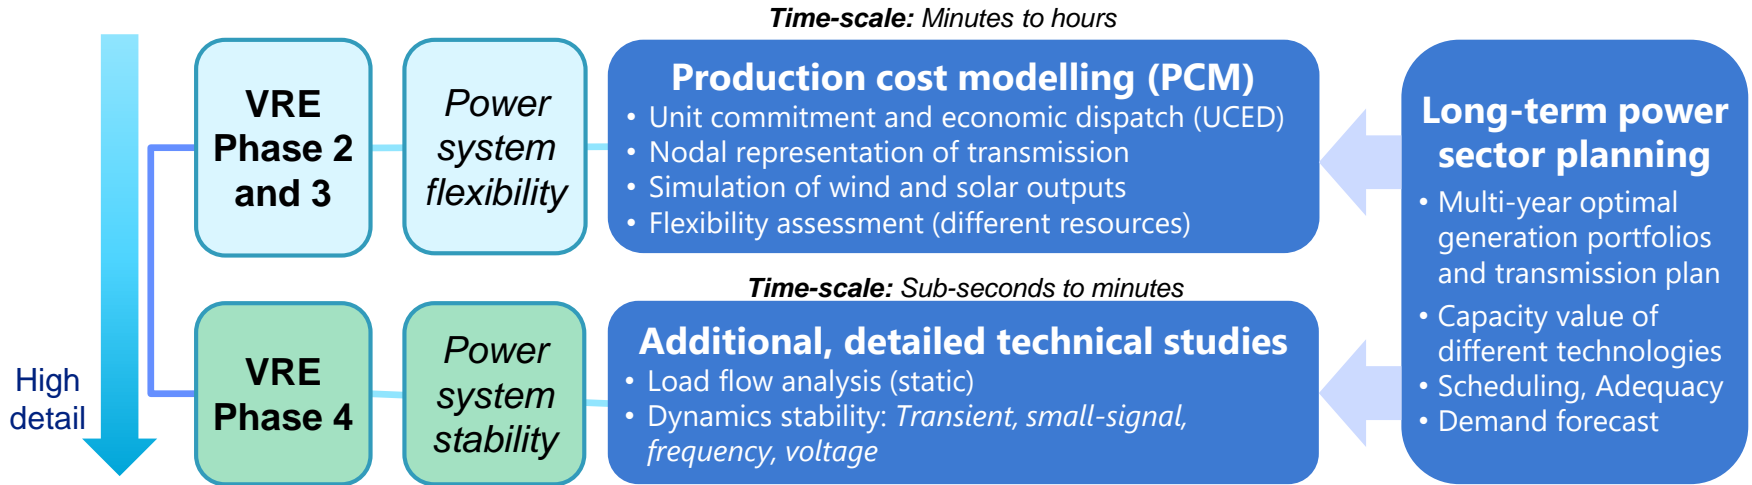 Time-scale: Minutes to hours
VRE
Phase 2
and 3
Power
system
flexibility
Production cost modelling (PCM)
• Unit commitment and economic dispatch (UCED)
• Nodal representation of transmission
• Simulation of wind and solar outputs
• Flexibility assessment (different resources)
Time-scale: Sub-seconds to minutes
High
detail
VRE
Phase 4
Power
system
stability
Additional, detailed technical studies
• Load flow analysis (static)
• Dynamics stability: Transient, small-signal,
frequency, voltage
Long-term power
sector planning
• Multi-year optimal
generation portfolios
and transmission plan
• Capacity value of
different technologies
• Scheduling, Adequacy
• Demand forecast